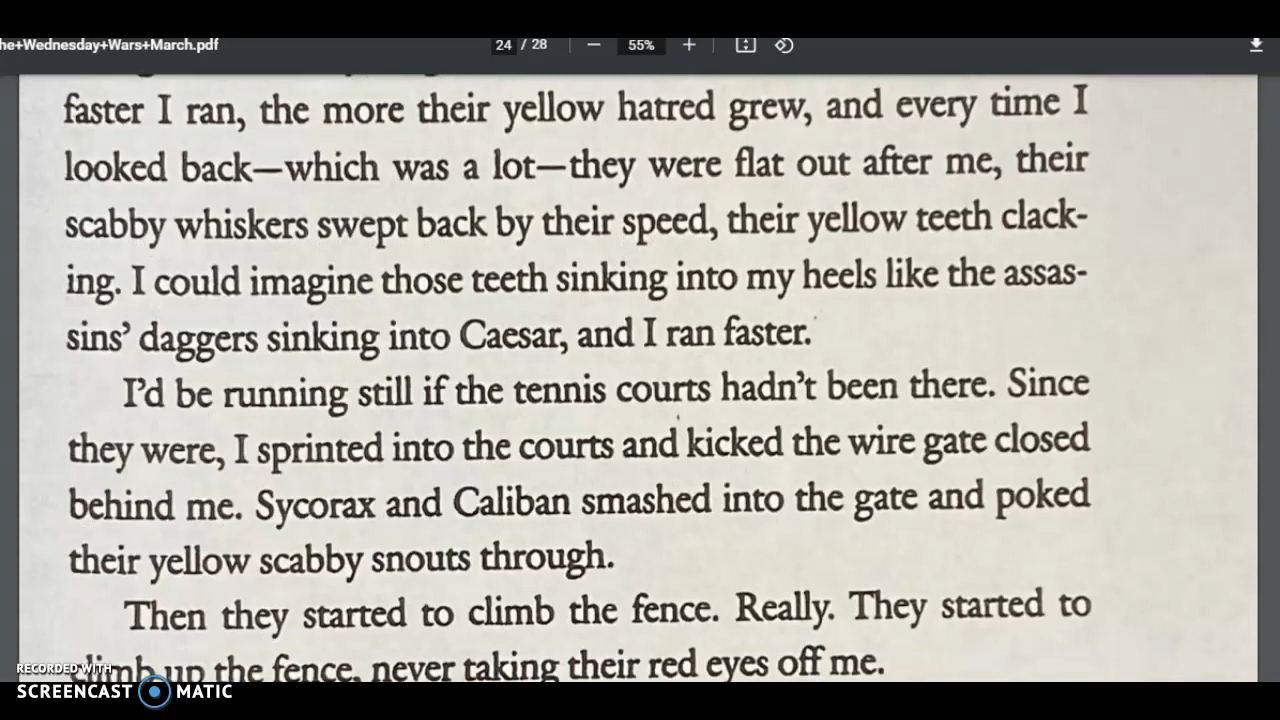 he+Wednesday+Wars+March.pdf
24 / 28
55%
faster I ran, the more their yellow hatred grew, and every time I
looked back—which was a lot—they were flat out after me, their
scabby whiskers swept back by their speed, their yellow teeth clack-
ing. I could imagine those teeth sinking into my heels like the assas-
sins’ daggers sinking into Caesar, and I ran faster.
I’d be running still if the tennis courts hadn’t been there. Since
they were, I sprinted into the courts and kicked the wire gate closed
behind me. Sycorax and Caliban smashed into the gate and poked
their yellow scabby snouts through.
Then they started to climb the fence. Really. They started to
climb up the fence, never taking their red eyes off me.
RECORDED WITH
SCREENCAST MATIC